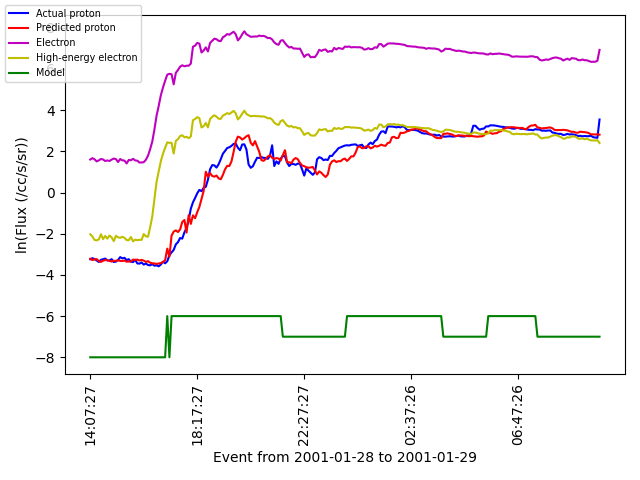 Actual proton
Predicted proton
Electron
High-energy electron
Model
ln(Flux (/cc/s/sr))
4
2
0
−2
−4
−6
−8
14:07:27
18:17:27
22:27:27
02:37:26
06:47:26
Event from 2001-01-28 to 2001-01-29